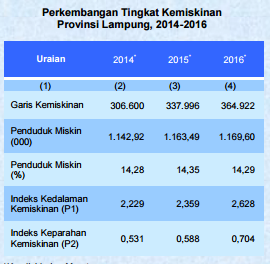 Perkembangan Tingkat Kemiskinan
Provinsi Lampung, 2014-2016
Uraian 2014* 2015* 2016*
(1) (2) (3) (4)
Garis Kemiskinan 306.600 337.996 364.922
Penduduk Miskin
(000) 1.142,92 1.163,49 1.169,60
Penduduk Miskin
(%) 14,28 14,35 14,29
Indeks Kedalaman
Kemiskinan (P1) 2,229 2,359 2,628
Indeks Keparahan
Kemiskinan (P2) 0,531 0,588 0,704